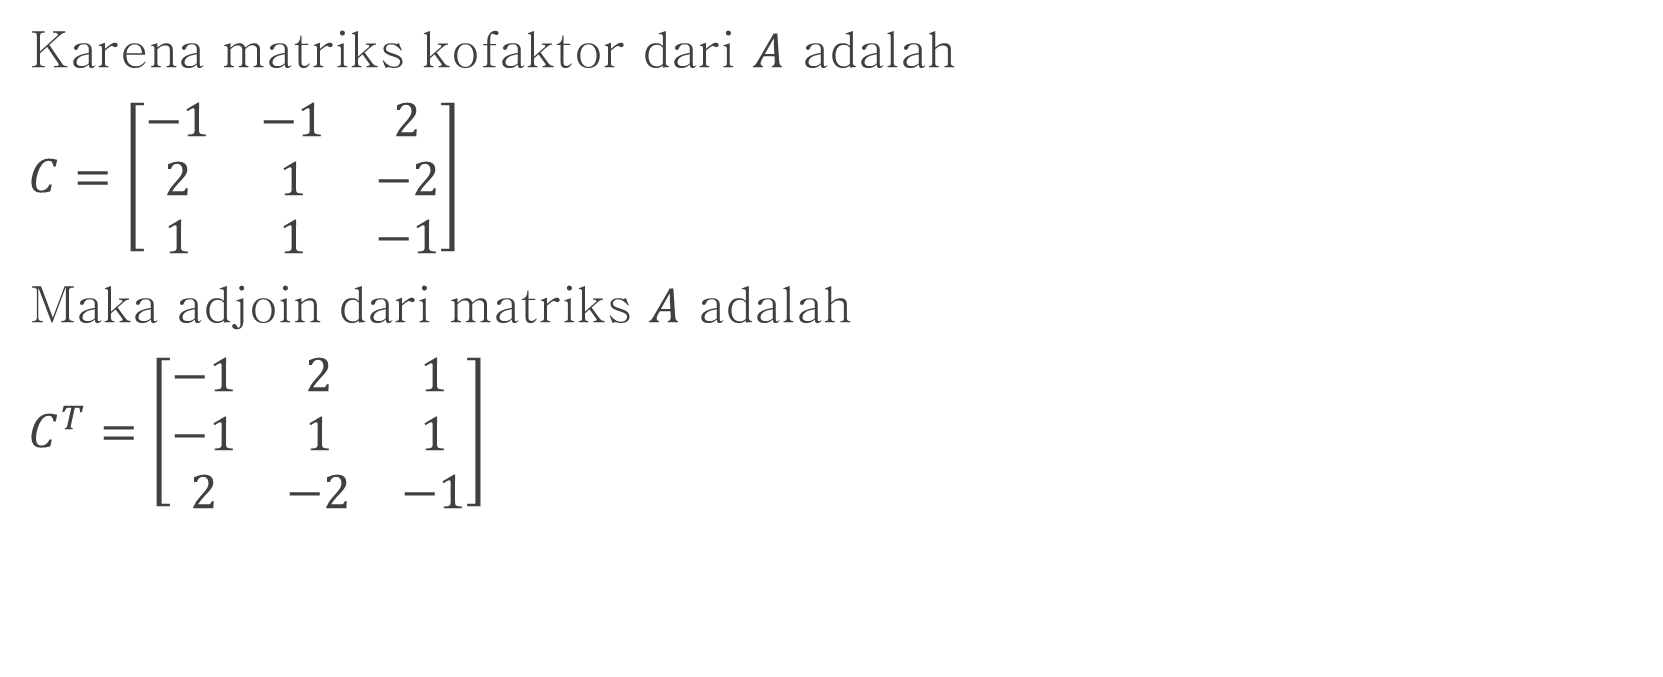 Karena matriks kofaktor dari A adalah
C = [−1 −1 2
2 1 −2
1 1 −1]
Maka adjoin dari matriks A adalah
Cᵀ = [−1 2 1
−1 1 1
2 −2 −1]